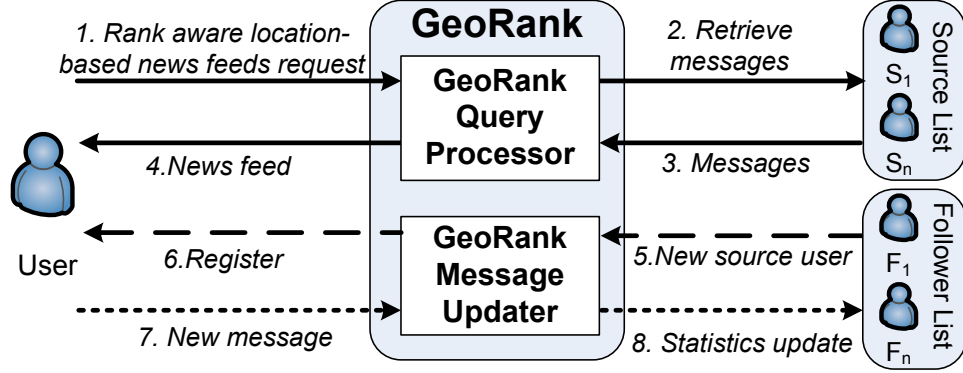 GeoRank
1. Rank aware location-
based news feeds request
2. Retrieve
messages
GeoRank
Query
Processor
4.News feed
3. Messages
S1
Sn
Source List
User
6.Register
GeoRank
Message
Updater
5.New source user
7. New message
8. Statistics update
F1
Fn
Follower List